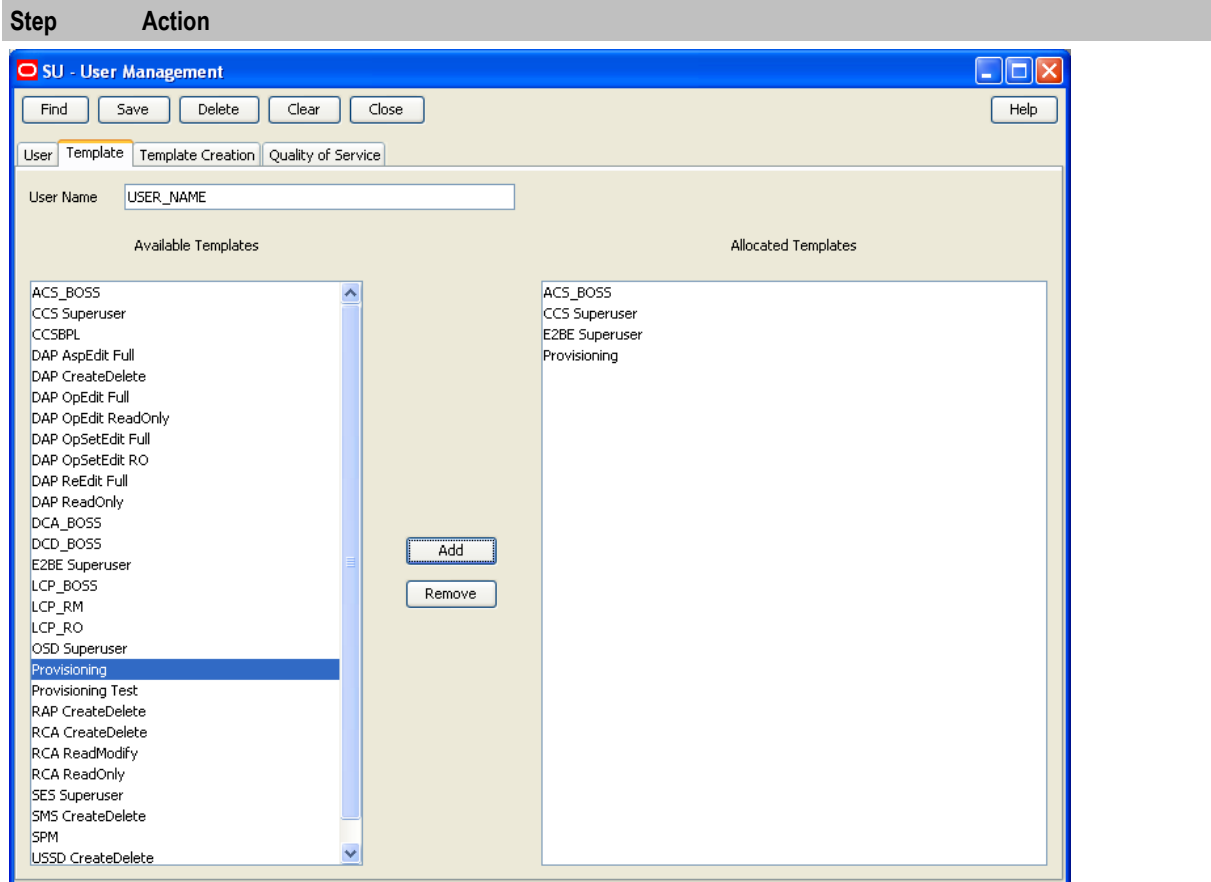 Step Action
SU - User Management
Find Save Delete Clear Close Help
User Template Template Creation Quality of Service
User Name USER_NAME
Available Templates Allocated Templates
ACS_BOSS
CCS Superuser
CCSBPL
DAP AspEdit Full
DAP CreateDelete
DAP OpEdit Full
DAP OpEdit ReadOnly
DAP OpSetEdit Full
DAP OpSetEdit RO
DAP ReEdit Full
DAP ReadOnly
DCA_BOSS
DCD_BOSS
E2BE Superuser
LCP_BOSS
LCP_RM
LCP_RO
OSD Superuser
Provisioning
Provisioning Test
RAP CreateDelete
RCA CreateDelete
RCA ReadModify
RCA ReadOnly
SES Superuser
SMS CreateDelete
SPM
USSD CreateDelete
Add
Remove
ACS_BOSS
CCS Superuser
E2BE Superuser
Provisioning